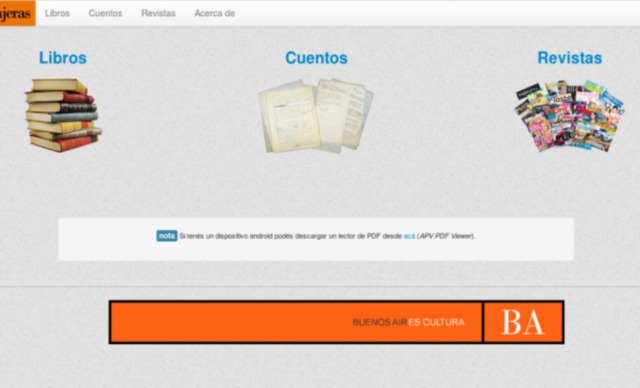 jeras Libros Cuentos Revistas Acerca de
Libros Cuentos Revistas
nota Si tenés un dispositivo android podés descargar un lector de PDF desde acá (APV PDF Viewer).
BUENOS AIRES CULTURA BA